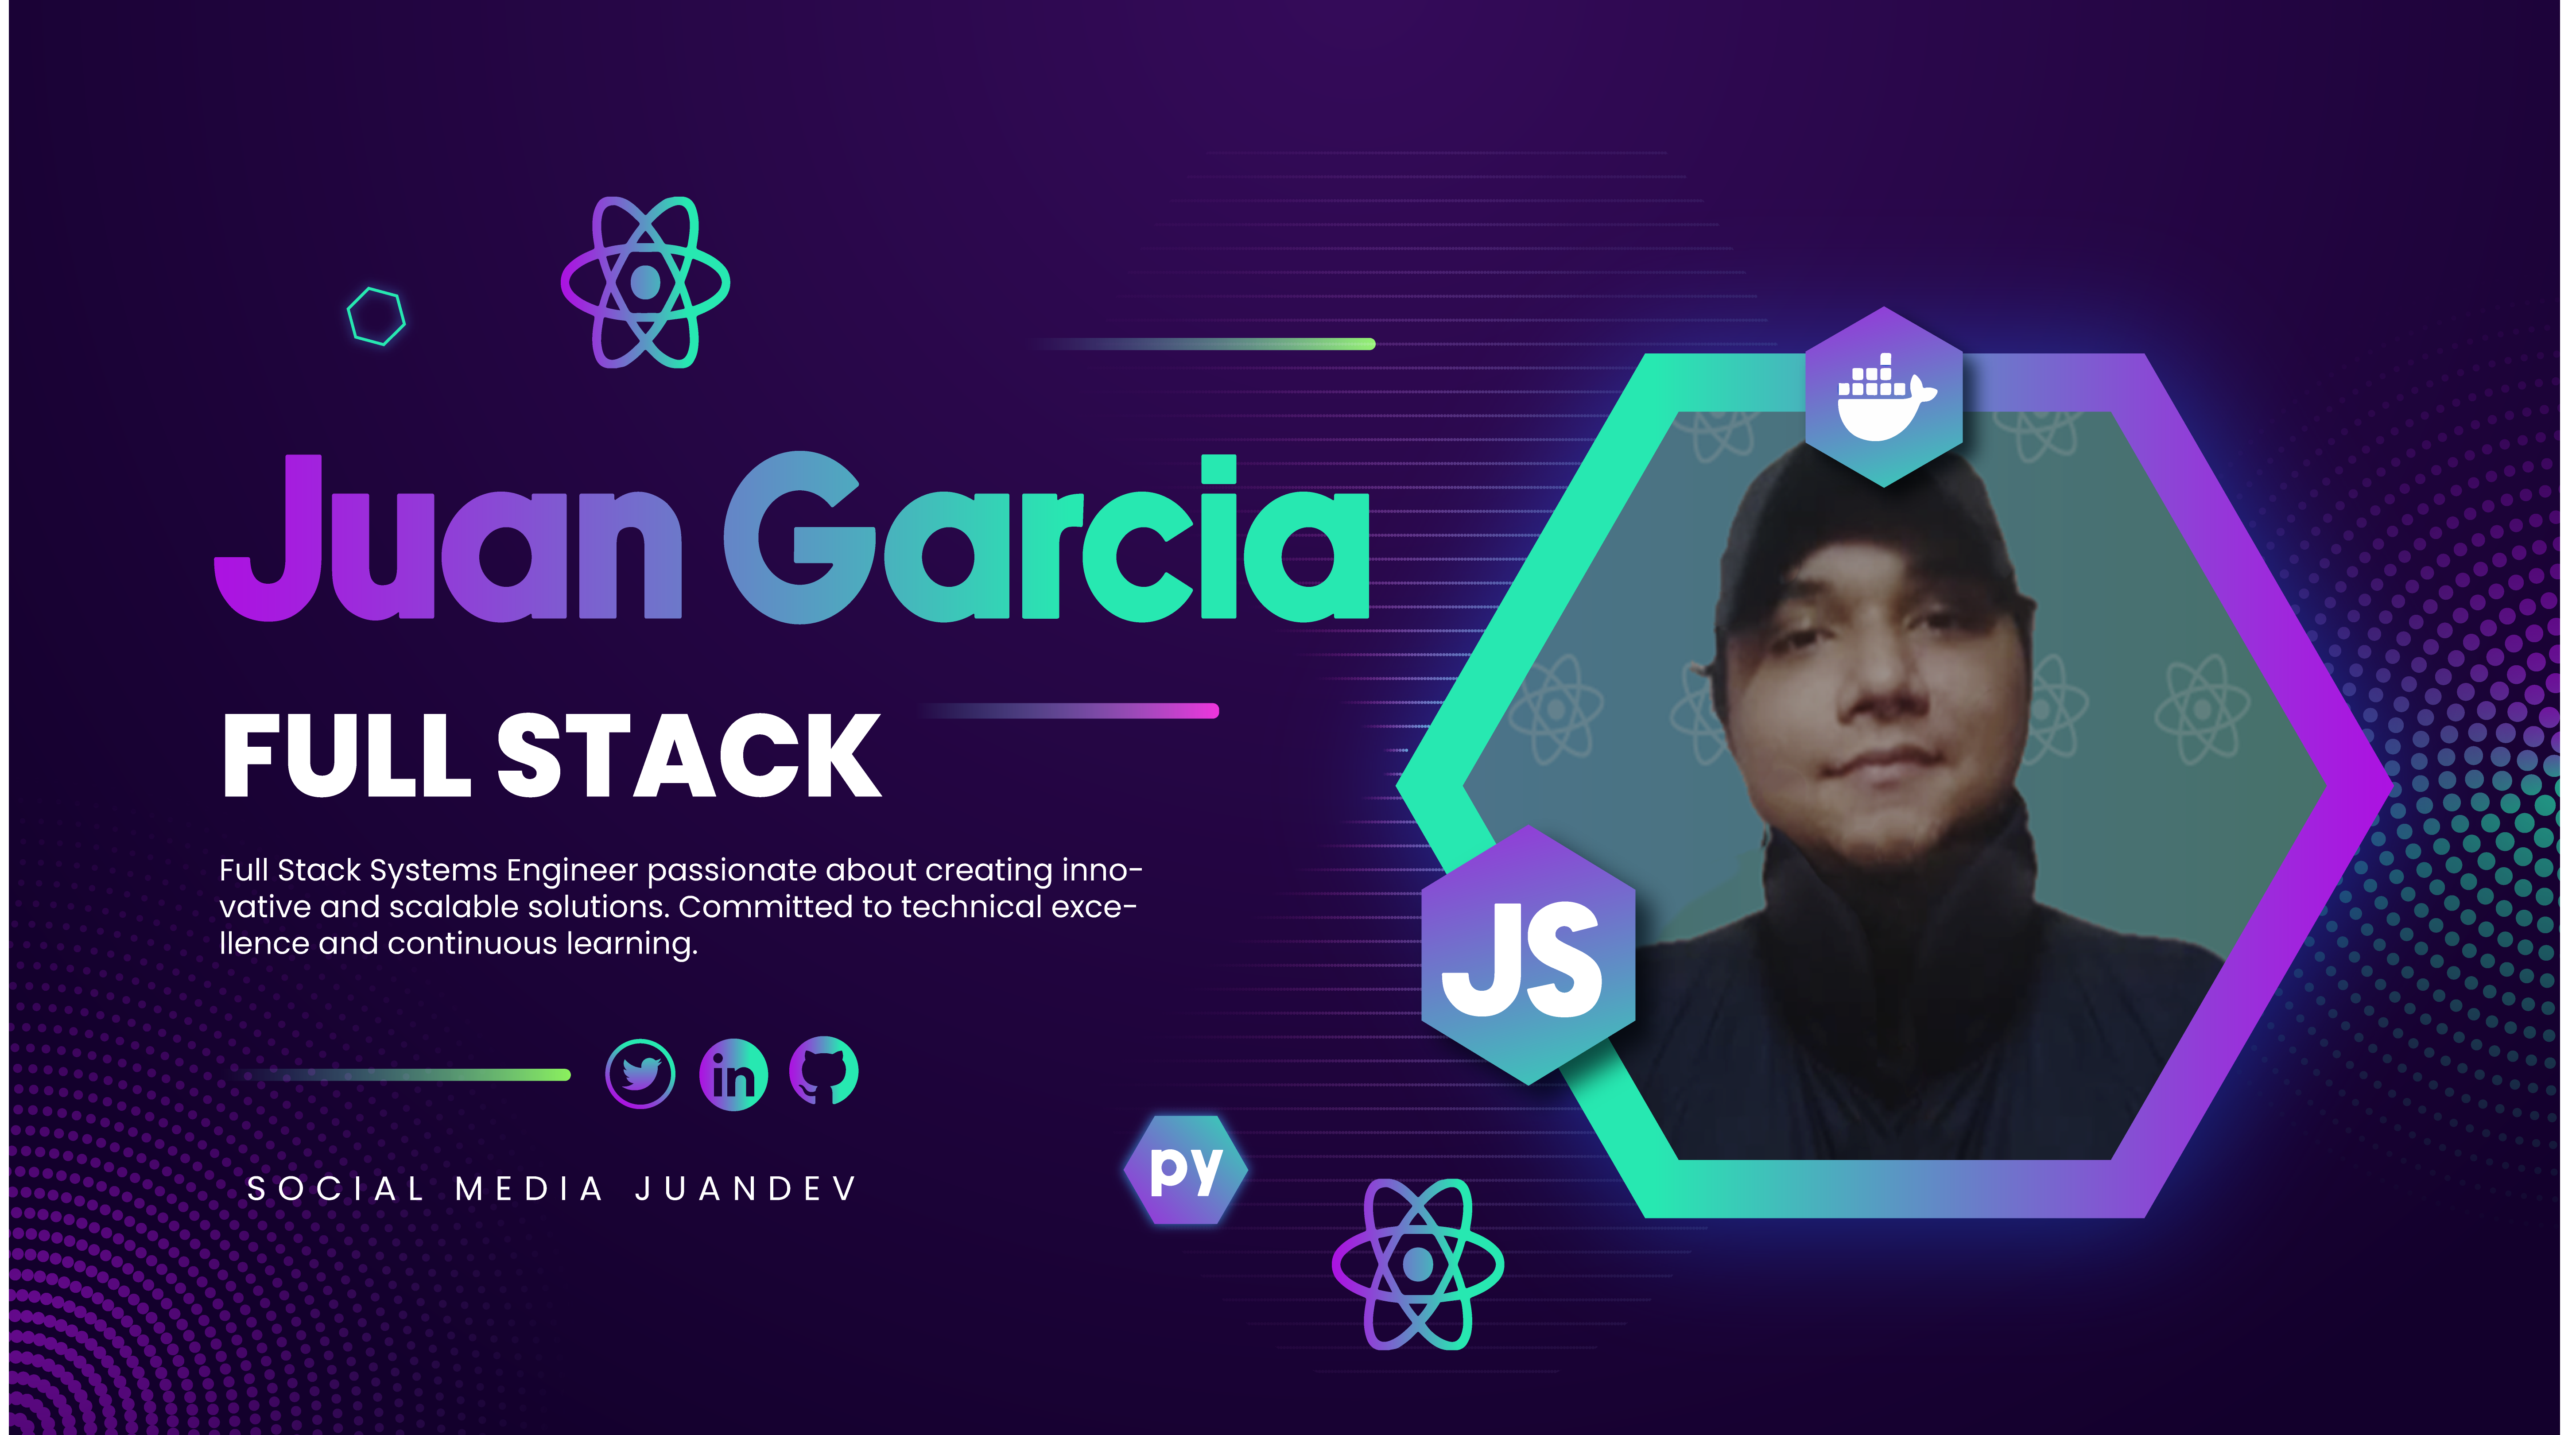 Juan Garcia
FULL STACK
Full Stack Systems Engineer passionate about creating inno-
vative and scalable solutions. Committed to technical exce-
llence and continuous learning.
JS
in
SOCIAL MEDIA JUANDEV
py